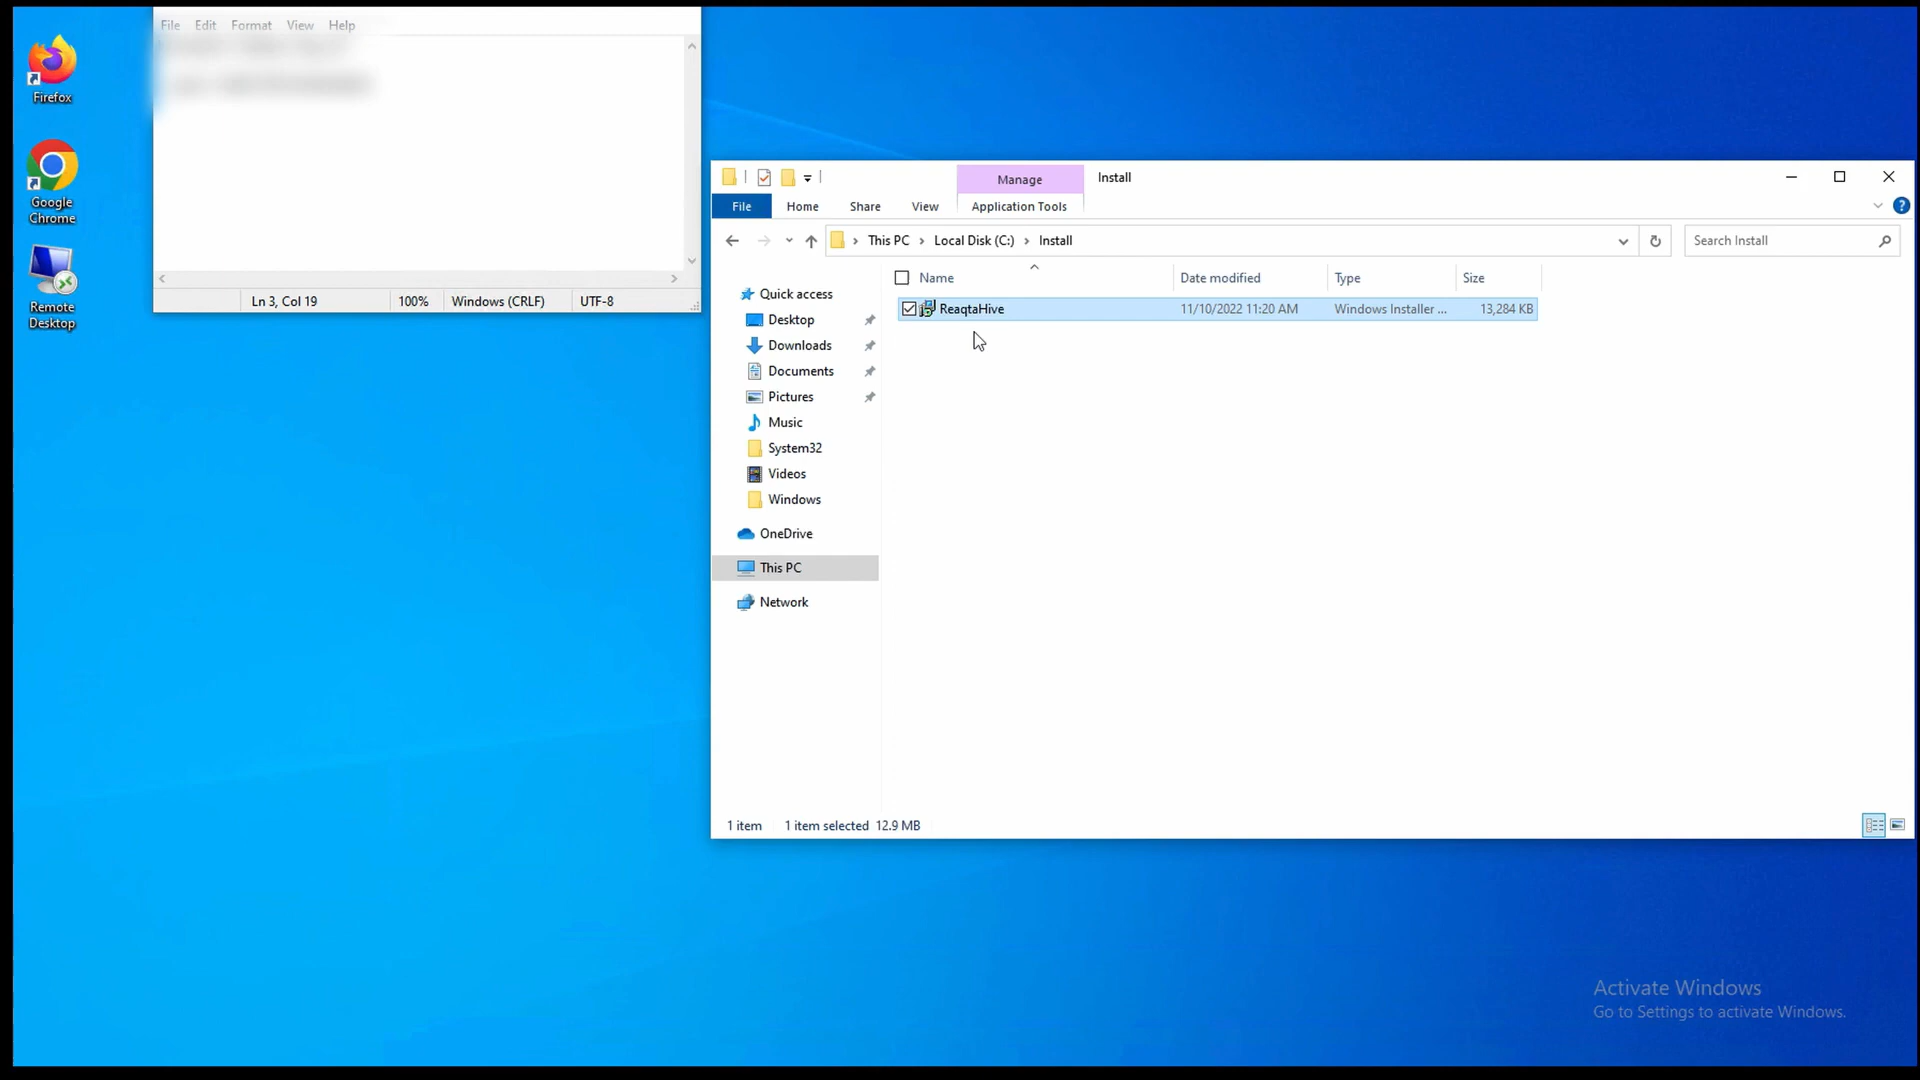 File Edit Format View Help
Firefox
Google
Chrome
Remote
Desktop
Ln 3, Col 19 100% Windows (CRLF) UTF-8
Manage Install
File Home Share View Application Tools
This PC Local Disk (C:) Install Search Install
Name Date modified Type Size
ReaqtaHive 11/10/2022 11:20 AM Windows Installer ... 13,284 KB
Quick access
Desktop
Downloads
Documents
Pictures
Music
System32
Videos
Windows
OneDrive
This PC
Network
1 item 1 item selected 12.9 MB
Activate Windows
Go to Settings to activate Windows.